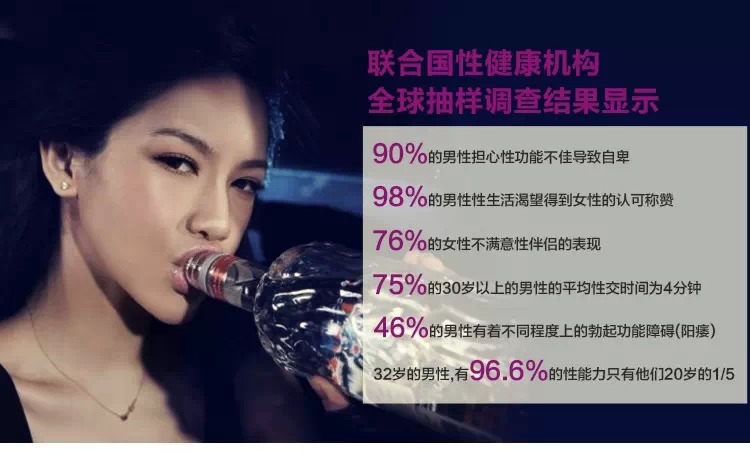 联合国性健康机构
全球抽样调查结果显示
90%的男性担心性功能不佳导致自卑
98%的男性性生活渴望得到女性的认可称赞
76%的女性不满意性伴侣的表现
75%的30岁以上的男性的平均性交时间为4分钟
46%的男性有着不同程度上的勃起功能障碍(阳痿)
32岁的男性,有96.6%的性能力只有他们20岁的1/5